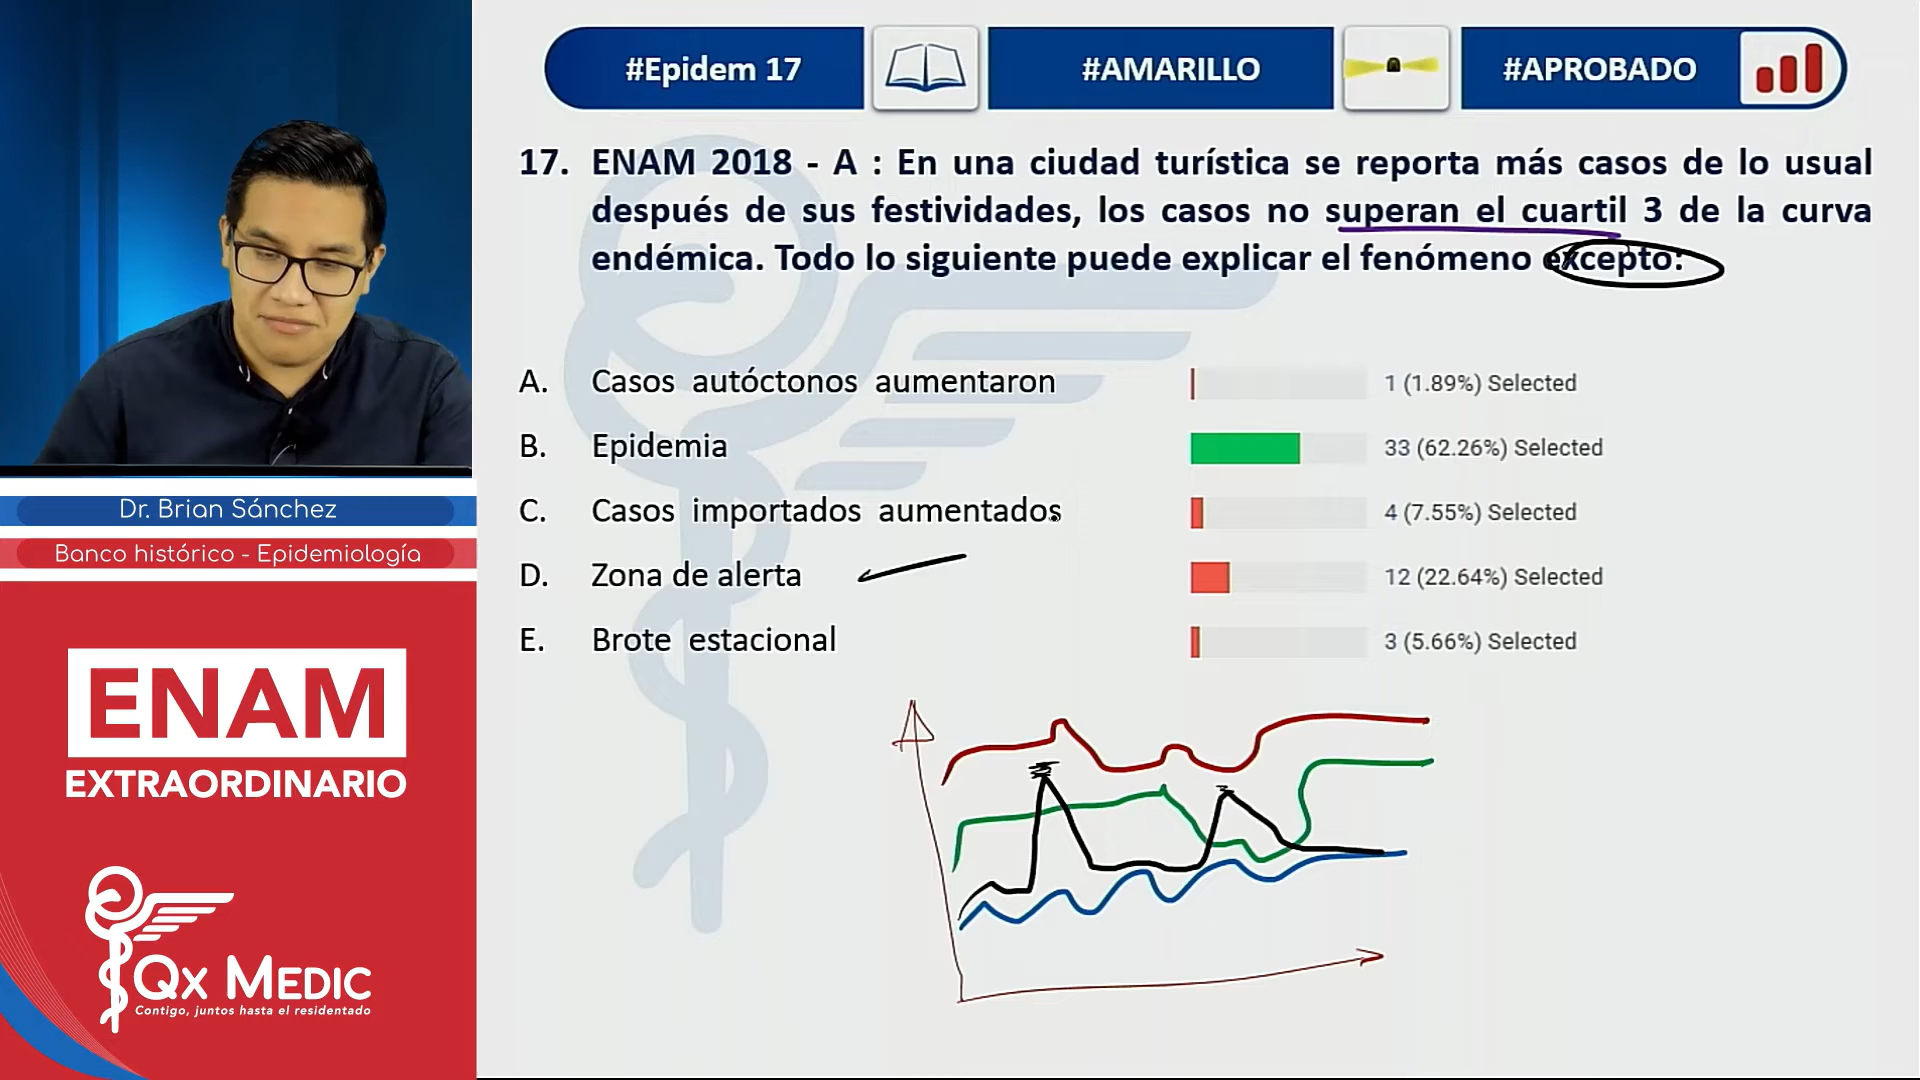 #Epidem 17
#AMARILLO
#APROBADO
17. ENAM 2018 - A : En una ciudad turística se reporta más casos de lo usual
después de sus festividades, los casos no superan el cuartil 3 de la curva
endémica. Todo lo siguiente puede explicar el fenómeno excepto:
A. Casos autóctonos aumentaron
1 (1.89%) Selected
B. Epidemia
33 (62.26%) Selected
C. Casos importados aumentados
4 (7.55%) Selected
D. Zona de alerta
12 (22.64%) Selected
E. Brote estacional
3 (5.66%) Selected
Dr. Brian Sánchez
Banco histórico - Epidemiología
ENAM
EXTRAORDINARIO
QX MEDIC
Contigo, juntos hasta el residentado